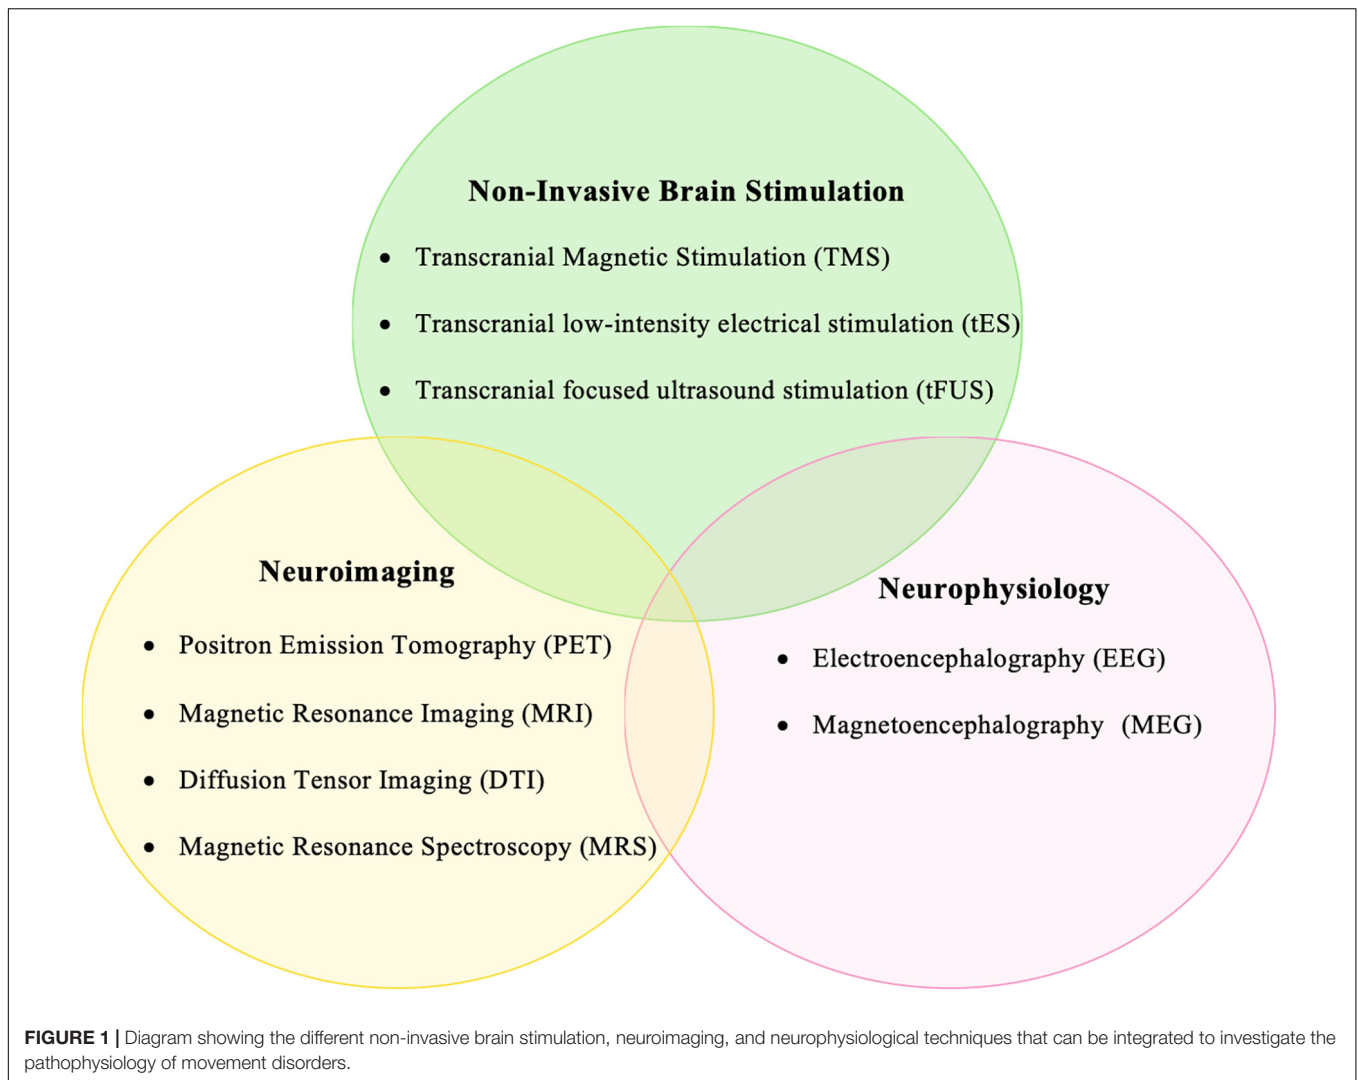 Non-Invasive Brain Stimulation
• Transcranial Magnetic Stimulation (TMS)
• Transcranial low-intensity electrical stimulation (tES)
• Transcranial focused ultrasound stimulation (tFUS)
Neuroimaging
• Positron Emission Tomography (PET)
• Magnetic Resonance Imaging (MRI)
• Diffusion Tensor Imaging (DTI)
• Magnetic Resonance Spectroscopy (MRS)
Neurophysiology
• Electroencephalography (EEG)
• Magnetoencephalography (MEG)
FIGURE 1 | Diagram showing the different non-invasive brain stimulation, neuroimaging, and neurophysiological techniques that can be integrated to investigate the
pathophysiology of movement disorders.